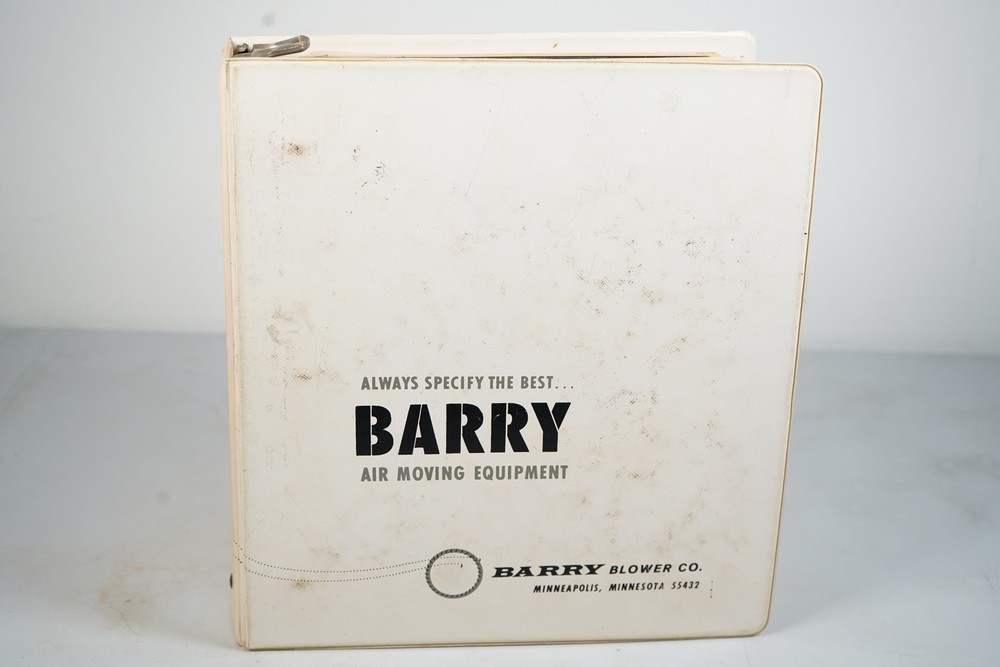 ALWAYS SPECIFY THE BEST...
BARRY
AIR MOVING EQUIPMENT
BARRY BLOWER CO.
MINNEAPOLIS, MINNESOTA 55432